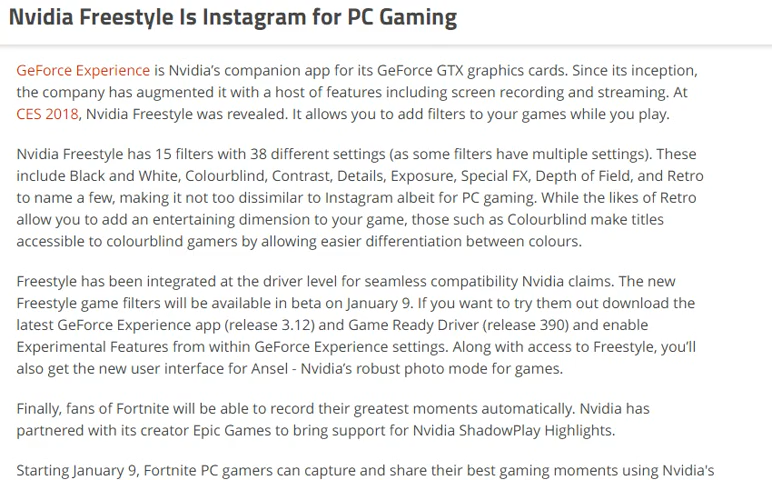 Nvidia Freestyle Is Instagram for PC Gaming
GeForce Experience is Nvidia's companion app for its GeForce GTX graphics cards. Since its inception,
the company has augmented it with a host of features including screen recording and streaming. At
CES 2018, Nvidia Freestyle was revealed. It allows you to add filters to your games while you play.
Nvidia Freestyle has 15 filters with 38 different settings (as some filters have multiple settings). These
include Black and White, Colourblind, Contrast, Details, Exposure, Special FX, Depth of Field, and Retro
to name a few, making it not too dissimilar to Instagram albeit for PC gaming. While the likes of Retro
allow you to add an entertaining dimension to your game, those such as Colourblind make titles
accessible to colourblind gamers by allowing easier differentiation between colours.
Freestyle has been integrated at the driver level for seamless compatibility Nvidia claims. The new
Freestyle game filters will be available in beta on January 9. If you want to try them out download the
latest GeForce Experience app (release 3.12) and Game Ready Driver (release 390) and enable
Experimental Features from within GeForce Experience settings. Along with access to Freestyle, you'll
also get the new user interface for Ansel - Nvidia's robust photo mode for games.
Finally, fans of Fortnite will be able to record their greatest moments automatically. Nvidia has
partnered with its creator Epic Games to bring support for Nvidia ShadowPlay Highlights.
Starting January 9, Fortnite PC gamers can capture and share their best gaming moments using Nvidia's